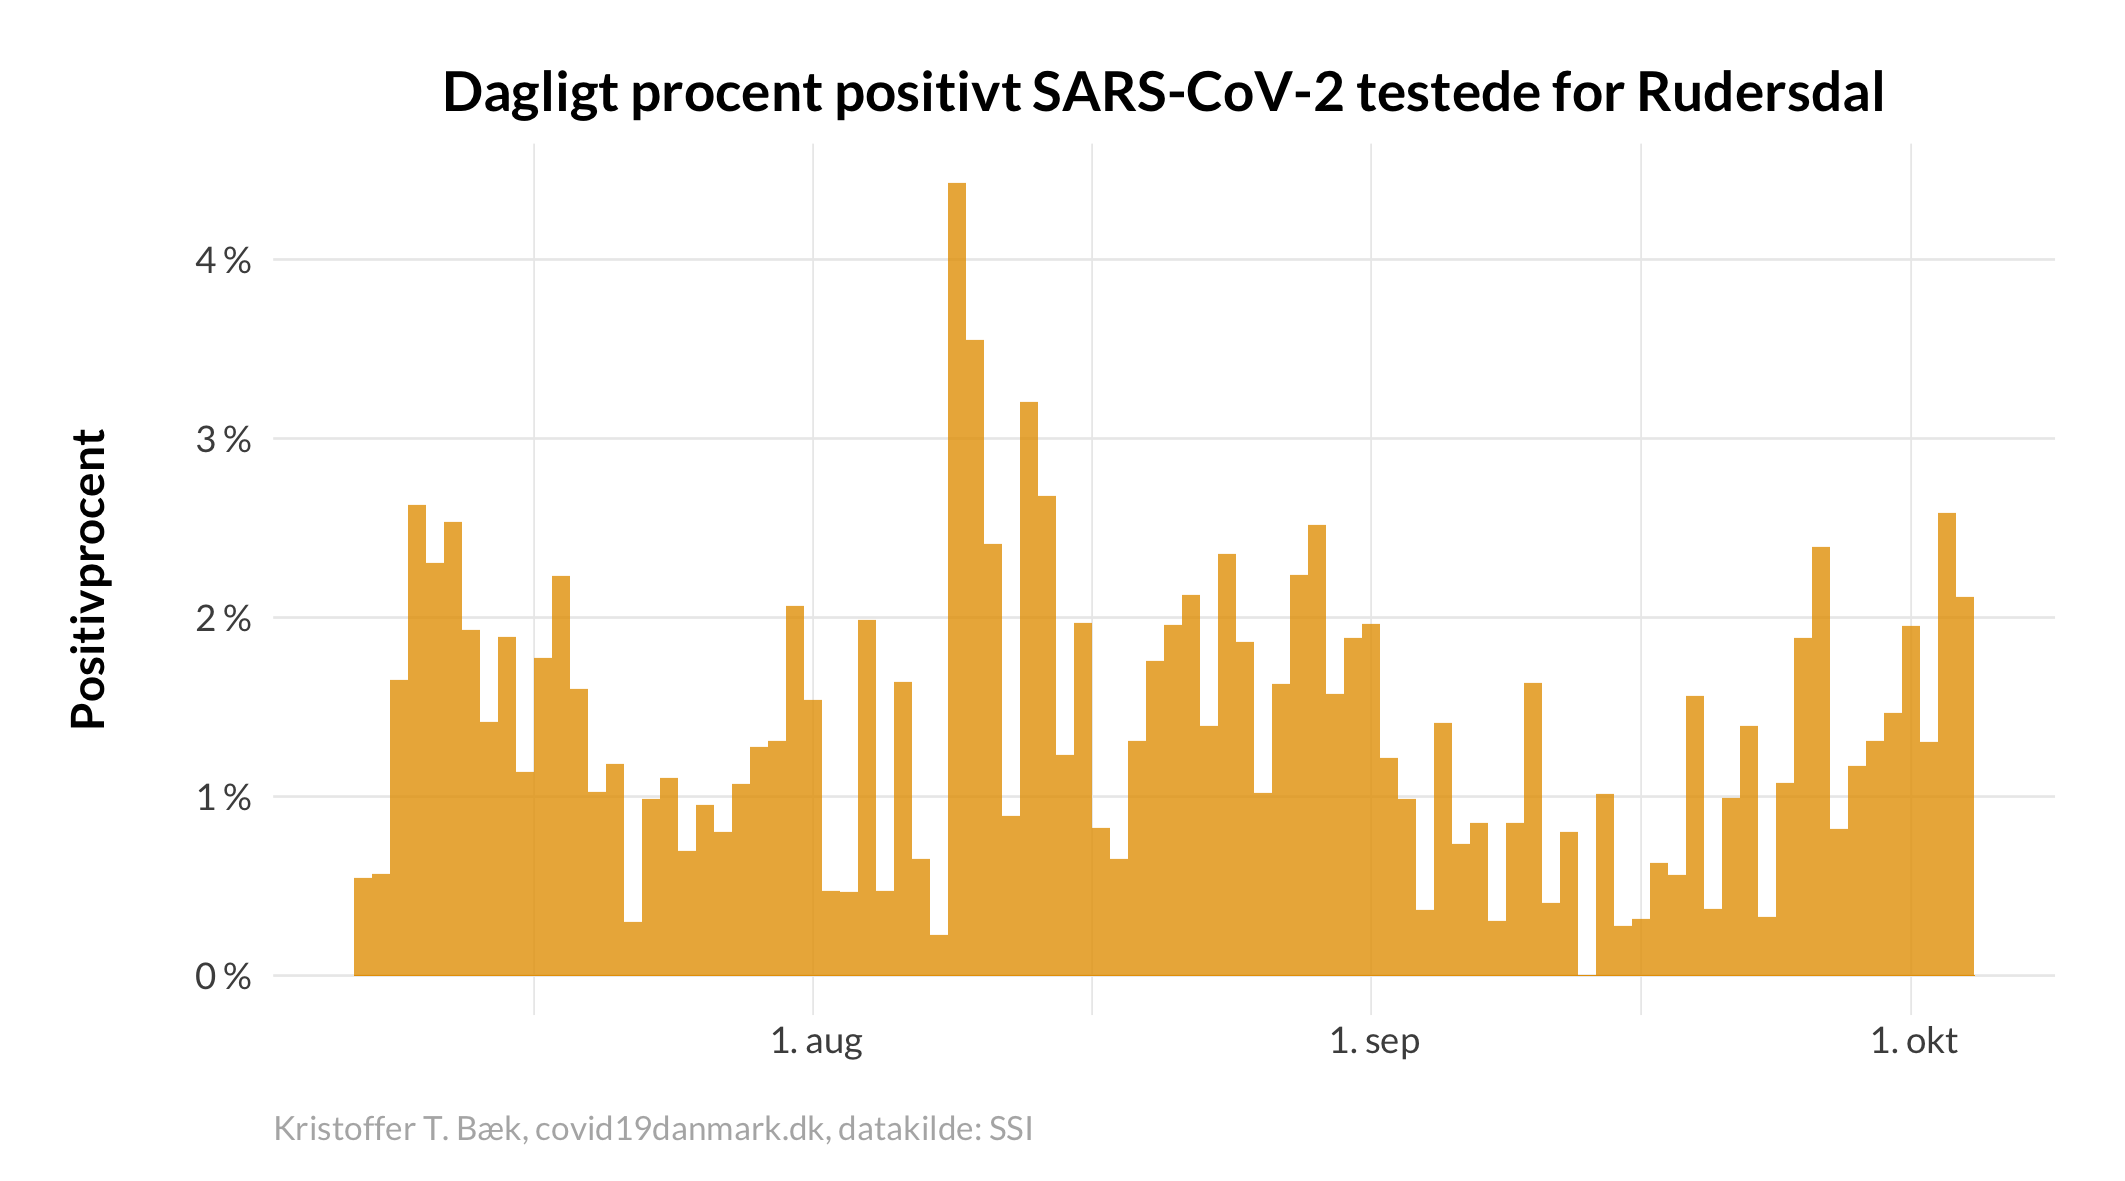 Dagligt procent positivt SARS-CoV-2 testede for Rudersdal
Positivprocent
4 %
3 %
2 %
1 %
0 %
1. aug
1. sep
1. okt
Kristoffer T. Bæk, covid19danmark.dk, datakilde: SSI